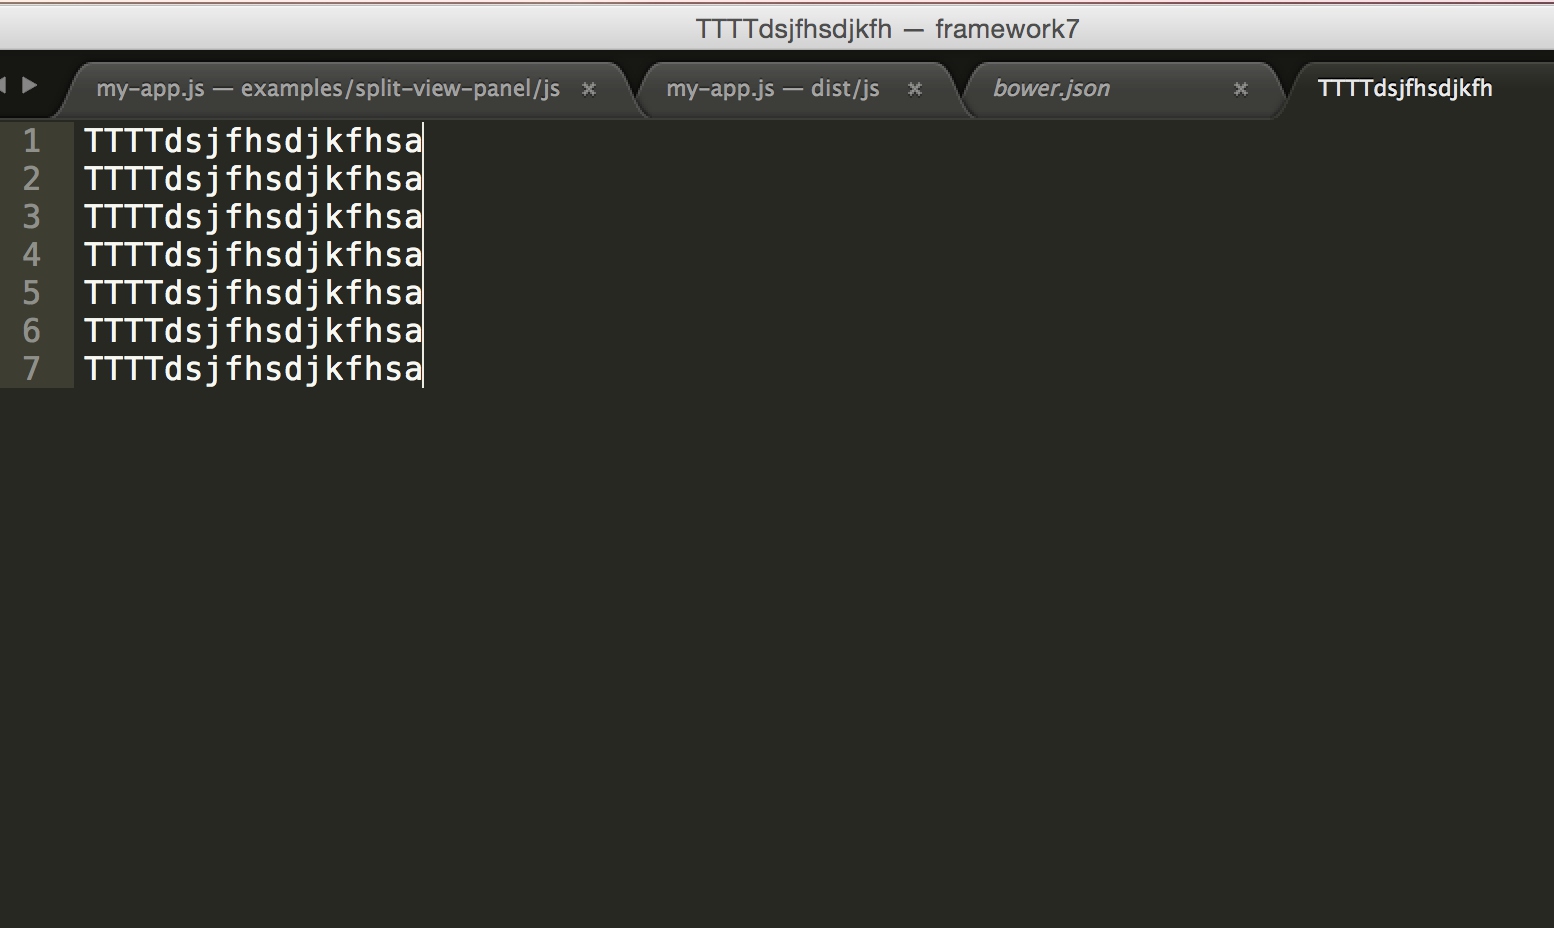 TTTTdsjfhsdjkfh — framework7
my-app.js — examples/split-view-panel/js my-app.js — dist/js bower.json TTTTdsjfhsdjkfh
1 TTTTdsjfhsdjkfhsa
2 TTTTdsjfhsdjkfhsa
3 TTTTdsjfhsdjkfhsa
4 TTTTdsjfhsdjkfhsa
5 TTTTdsjfhsdjkfhsa
6 TTTTdsjfhsdjkfhsa
7 TTTTdsjfhsdjkfhsa